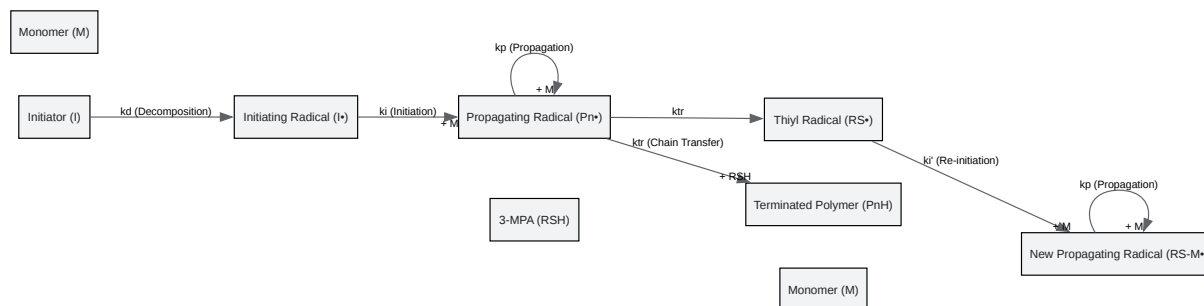 Monomer (M)
kp (Propagation)
+ M
Initiator (I)
kd (Decomposition)
Initiating Radical (I•)
ki (Initiation)
+ M
Propagating Radical (Pn•)
ktr
Thiyl Radical (RS•)
ktr (Chain Transfer)
+ RSH
ki' (Re-initiation)
+ M
Terminated Polymer (PnH)
3-MPA (RSH)
kp (Propagation)
+ M
New Propagating Radical (RS-M•
Monomer (M)